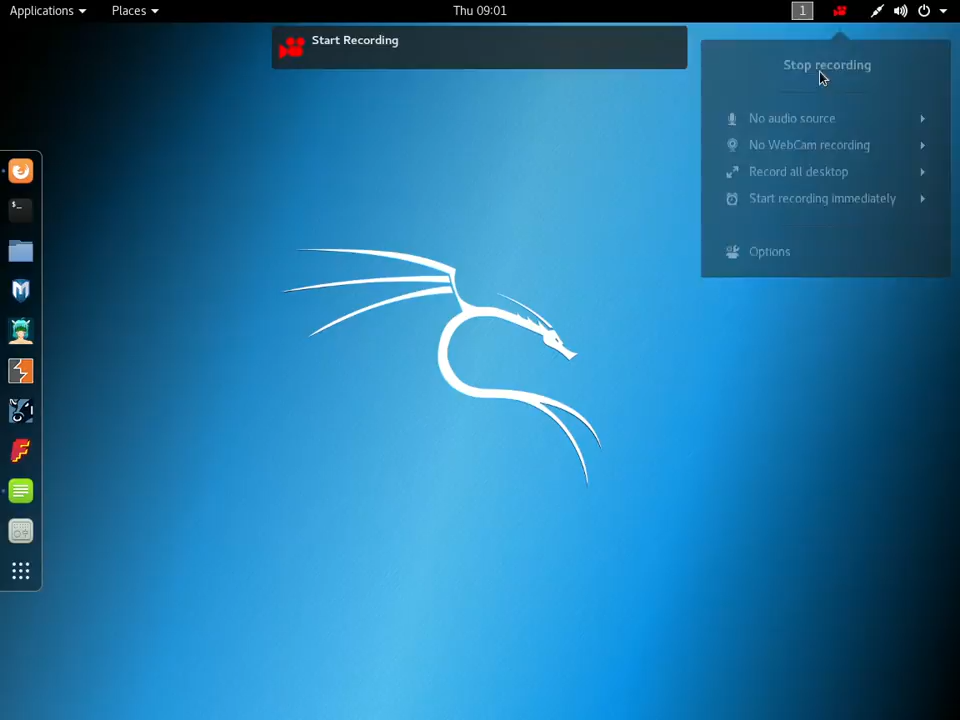 Applications Places Thu 09:01 1
Start Recording
Stop recording
No audio source
No WebCam recording
Record all desktop
Start recording immediately
Options
$_